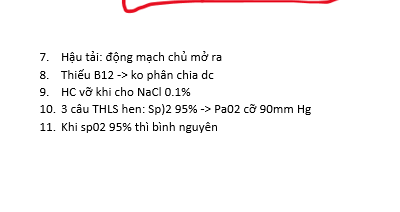 7. Hậu tải: động mạch chủ mở ra
8. Thiếu B12 -> ko phân chia dc
9. HC vỡ khi cho NaCl 0.1%
10. 3 câu THLS hen: Sp)2 95% -> Pa02 cỡ 90mm Hg
11. Khi sp02 95% thì bình nguyên